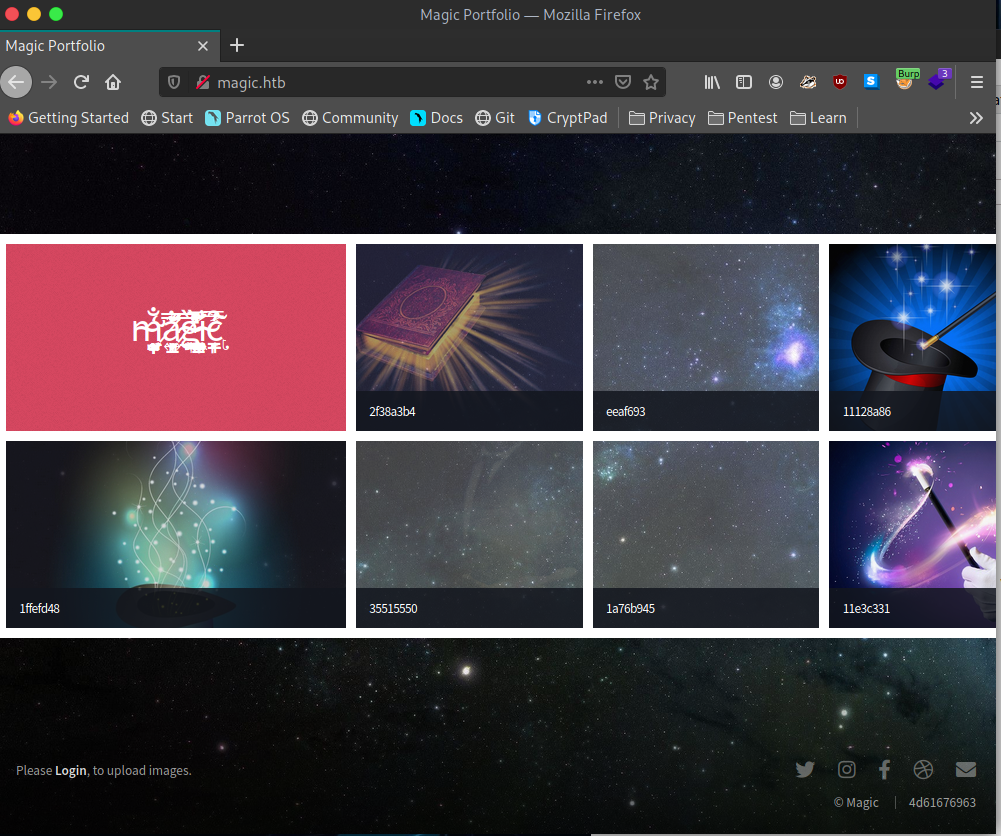 Magic Portfolio — Mozilla Firefox
Magic Portfolio
magic.htb
Burp
3
Getting Started Start Parrot OS Community Docs Git CryptPad Privacy Pentest Learn
magic
2f38a3b4 eeaf693 11128a86
1ffefd48 35515550 1a76b945 11e3c331
Please Login, to upload images.
© Magic | 4d61676963